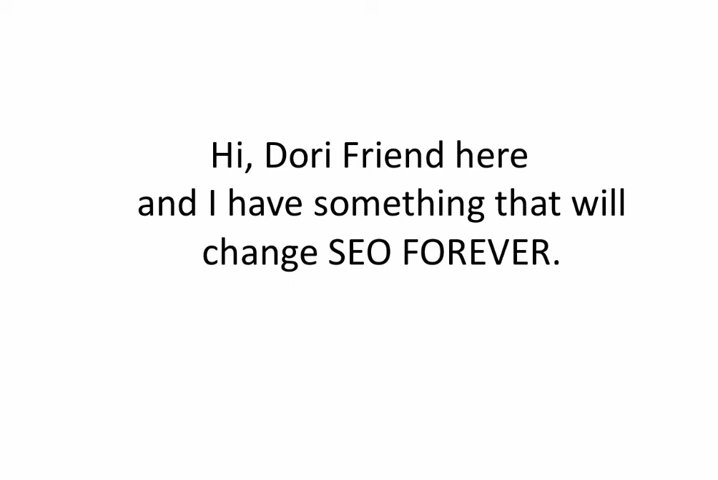 Hi, Dori Friend here
and I have something that will
change SEO FOREVER.